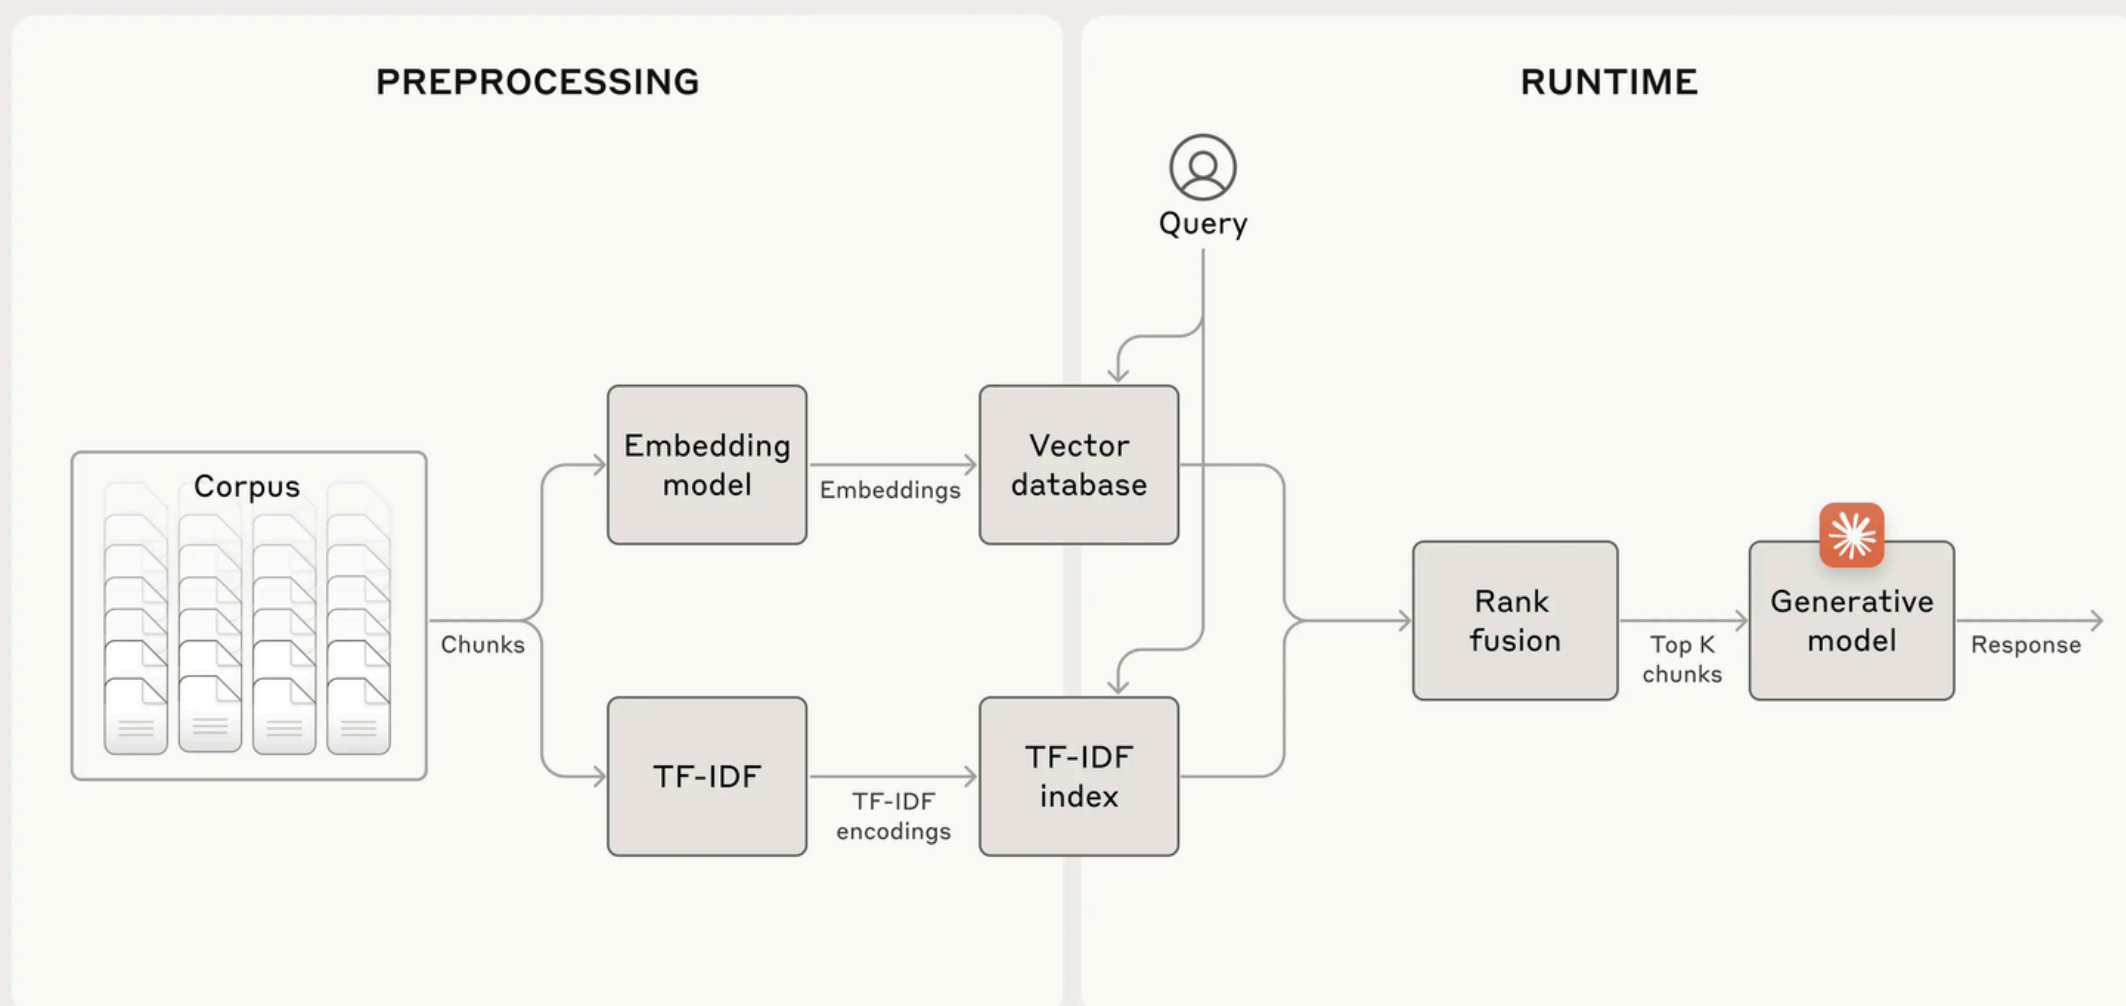 PREPROCESSING
RUNTIME
Query
Corpus
Chunks
Embedding
model
Embeddings
Vector
database
TF-IDF
TF-IDF
encodings
TF-IDF
index
Rank
fusion
Top K
chunks
Generative
model
Response